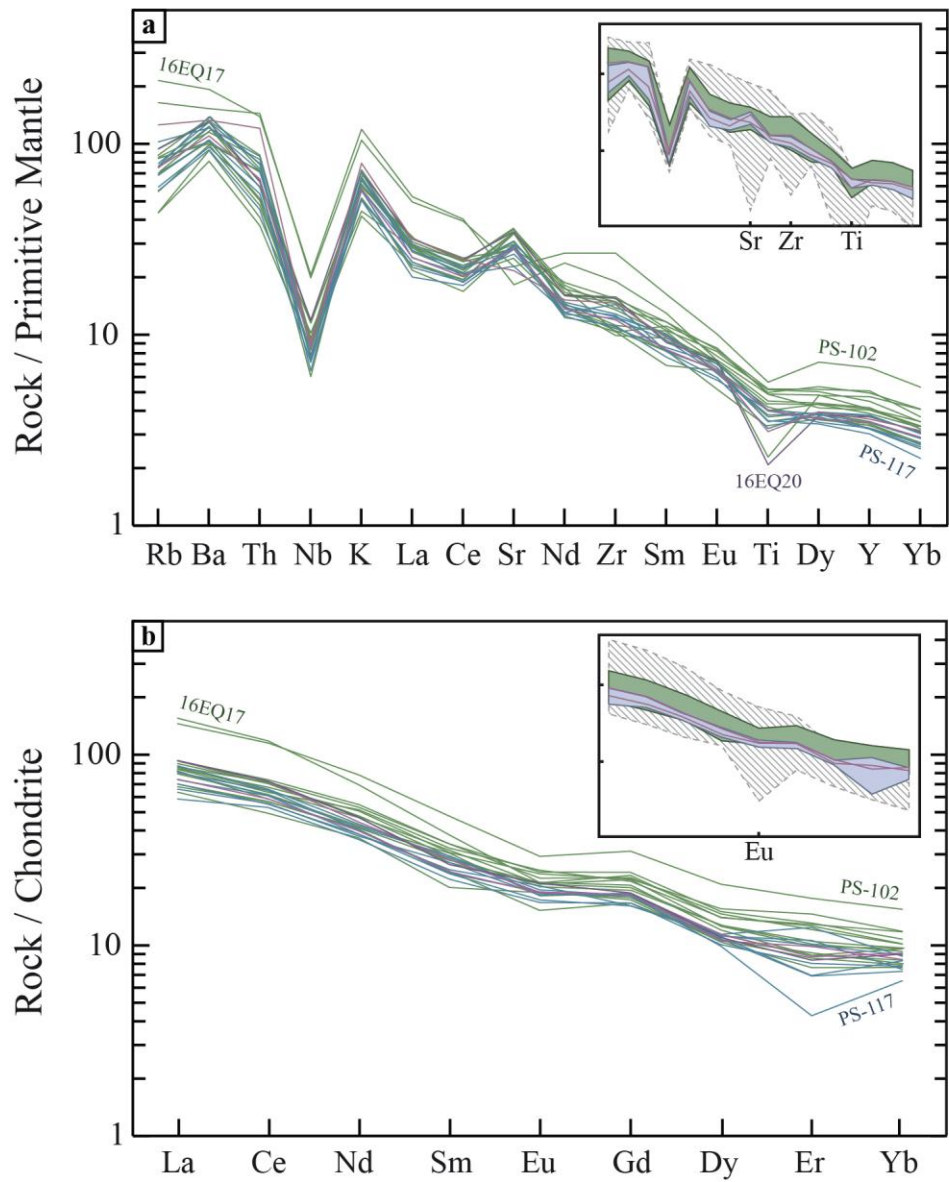 a
Rock / Primitive Mantle
100
10
1
16EQ17
Sr Zr Ti
PS-102
PS-117
16EQ20
Rb Ba Th Nb K La Ce Sr Nd Zr Sm Eu Ti Dy Y Yb
b
Rock / Chondrite
100
10
1
16EQ17
Eu
PS-102
PS-117
La Ce Nd Sm Eu Gd Dy Er Yb